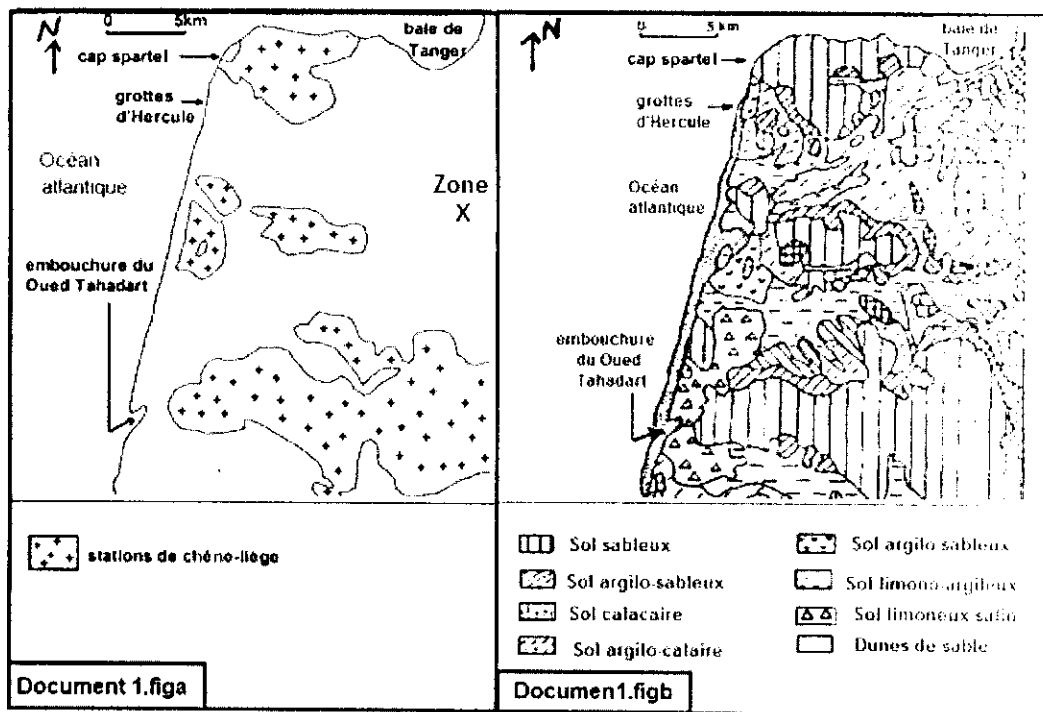 N
0 5km
baie de
Tanger
cap spartel
grottes
d'Hercule
Océan
atlantique
Zone
X
embouchure du
Oued Tahadart
stations de chêne-liège
Document 1.figa
N
0 5 km
baie de
Tanger
cap spartel
grottes
d'Hercule
Océan
atlantique
embouchure
du Oued
Tahadart
Sol sableux
Sol argilo-sableux
Sol calacaire
Sol argilo-calaire
Sol argilo sableux
Sol limono-argileux
Sol limoneux salin
Dunes de sable
Documen1.figb